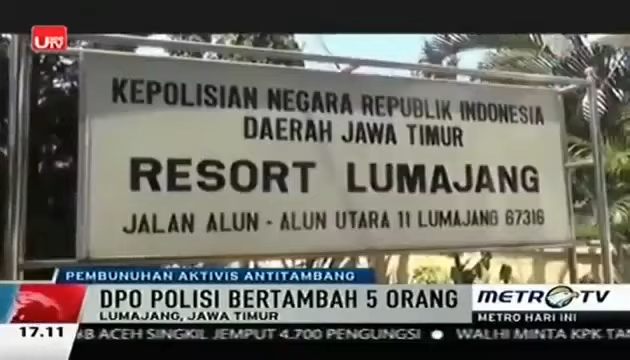 UTV
KEPOLISIAN NEGARA REPUBLIK INDONESIA
DAERAH JAWA TIMUR
RESORT LUMAJANG
JALAN ALUN - ALUN UTARA 11 LUMAJANG 67316
PEMBUNUHAN AKTIVIS ANTITAMBANG
DPO POLISI BERTAMBAH 5 ORANG
LUMAJANG, JAWA TIMUR
METRO TV
METRO HARI INI
17.11
B ACEH SINGKIL JEMPUT 4.700 PENGUNGSI
WALHI MINTA KPK TAN